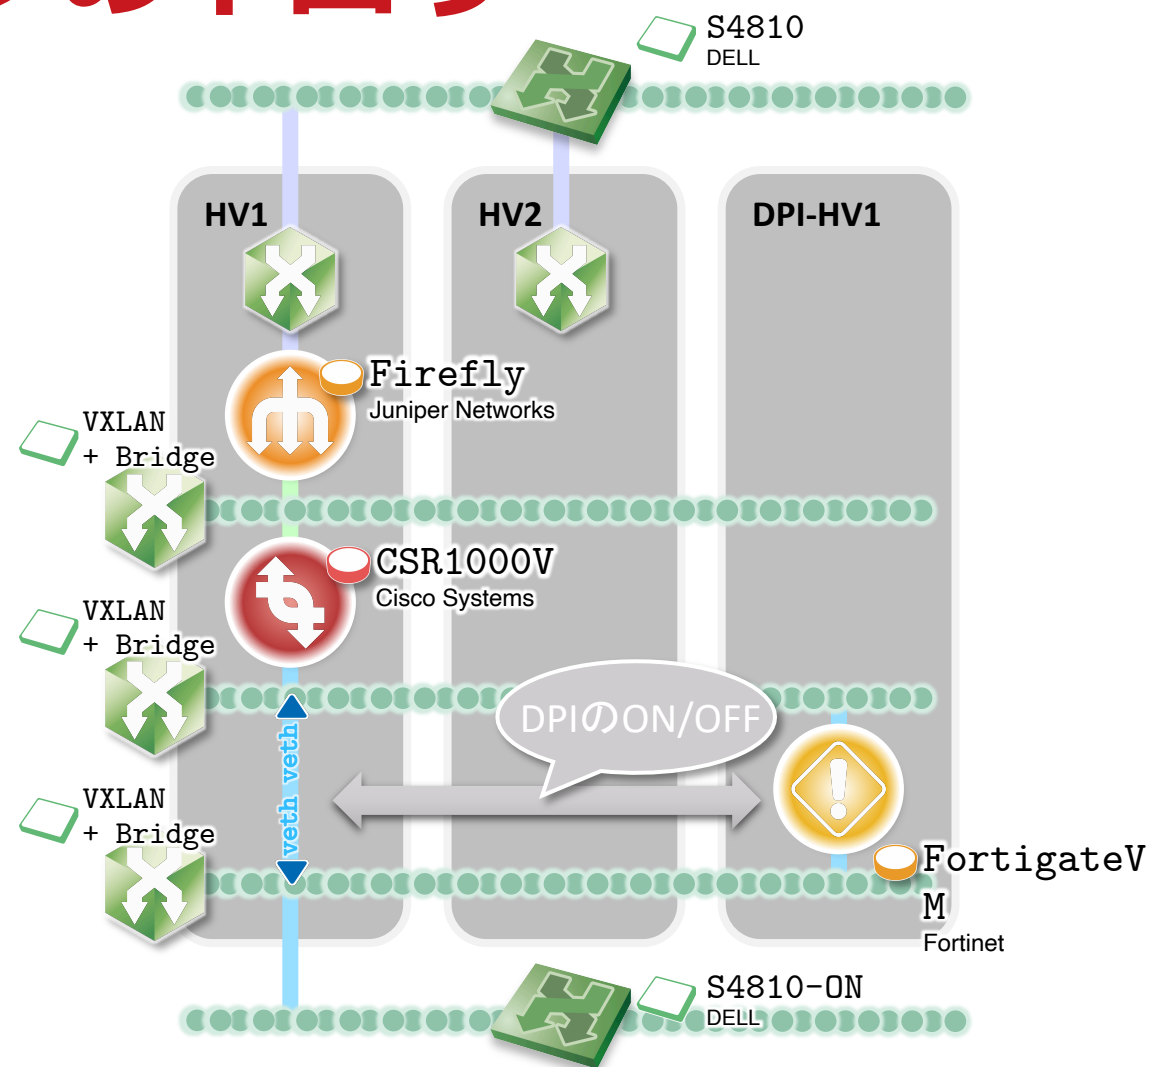 S4810
DELL
HV1
HV2
DPI-HV1
Firefly
Juniper Networks
VXLAN
+ Bridge
CSR1000V
Cisco Systems
VXLAN
+ Bridge
DPIのON/OFF
veth veth
VXLAN
+ Bridge
FortigateV
M
Fortinet
S4810-ON
DELL